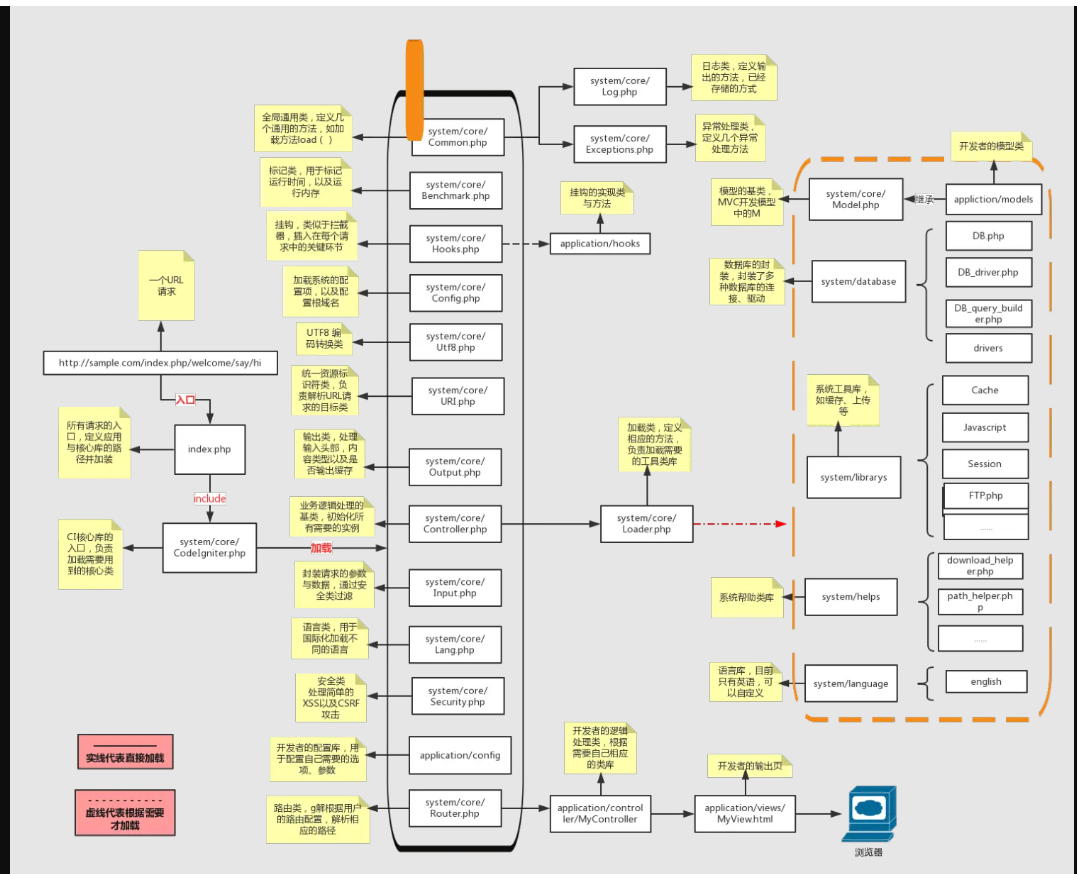 日志类，定义输
出的方法，已经
存储的方式
system/core/
Log.php
全局通用类，定义几
个通用的方法，如加
载方法load（ ）
system/core/
Common.php
system/core/
Exceptions.php
异常处理类，
定义几个异常
处理方法
开发者的模型类
标记类，用于标记
运行时间，以及运
行内存
system/core/
Benchmark.php
挂钩的实现类
与方法
模型的基类，
MVC开发模型
中的M
system/core/
Model.php
继承
appliction/models
挂钩，类似于拦截
器，插入在每个请
求中的关键环节
system/core/
Hooks.php
application/hooks
DB.php
一个URL
请求
加载系统的配
置项，以及配
置根域名
system/core/
Config.php
数据库的封
装，封装了多
种数据库的连
接、驱动
system/database
DB_driver.php
DB_query_build
er.php
drivers
UTF8 编
码转换类
system/core/
Utf8.php
http://sample.com/index.php/welcome/say/hi
统一资源标
识符类，负
责解析URL请
求的目标类
system/core/
URI.php
系统工具库，
如缓存、上传
等
Cache
入口
所有请求的入
口，定义应用
与核心库的路
径并加装
index.php
输出类，处理
输入头部，内
容类型以及是
否输出缓存
system/core/
Output.php
加载类，定义
相应的方法，
负责加载需要
的工具类库
Javascript
system/librarys
Session
FTP.php
......
include
业务逻辑处理的
基类，初始化所
有需要的实例
system/core/
Controller.php
system/core/
Loader.php
CI核心库的
入口，负责
加载需要用
到的核心类
system/core/
CodeIgniter.php
加载
封装请求的参数
与数据，通过安
全类过滤
system/core/
Input.php
download_help
er.php
系统帮助类库
system/helps
path_helper.ph
p
......
语言类，用于
国际化加载不
同的语言
system/core/
Lang.php
语言库，目前
只有英语，可
以自定义
system/language
english
安全类
处理简单的
XSS以及CSRF
攻击
system/core/
Security.php
实线代表直接加载
开发者的配置库，用
于配置自己需要的选
项、参数
application/config
开发者的逻辑
处理类，根据
需要自己相应
的类库
开发者的输出页
虚线代表根据需要
才加载
路由类，g解根据用户
的路由配置，解析相
应的路径
system/core/
Router.php
application/control
ler/MyController
application/views/
MyView.html
浏览器